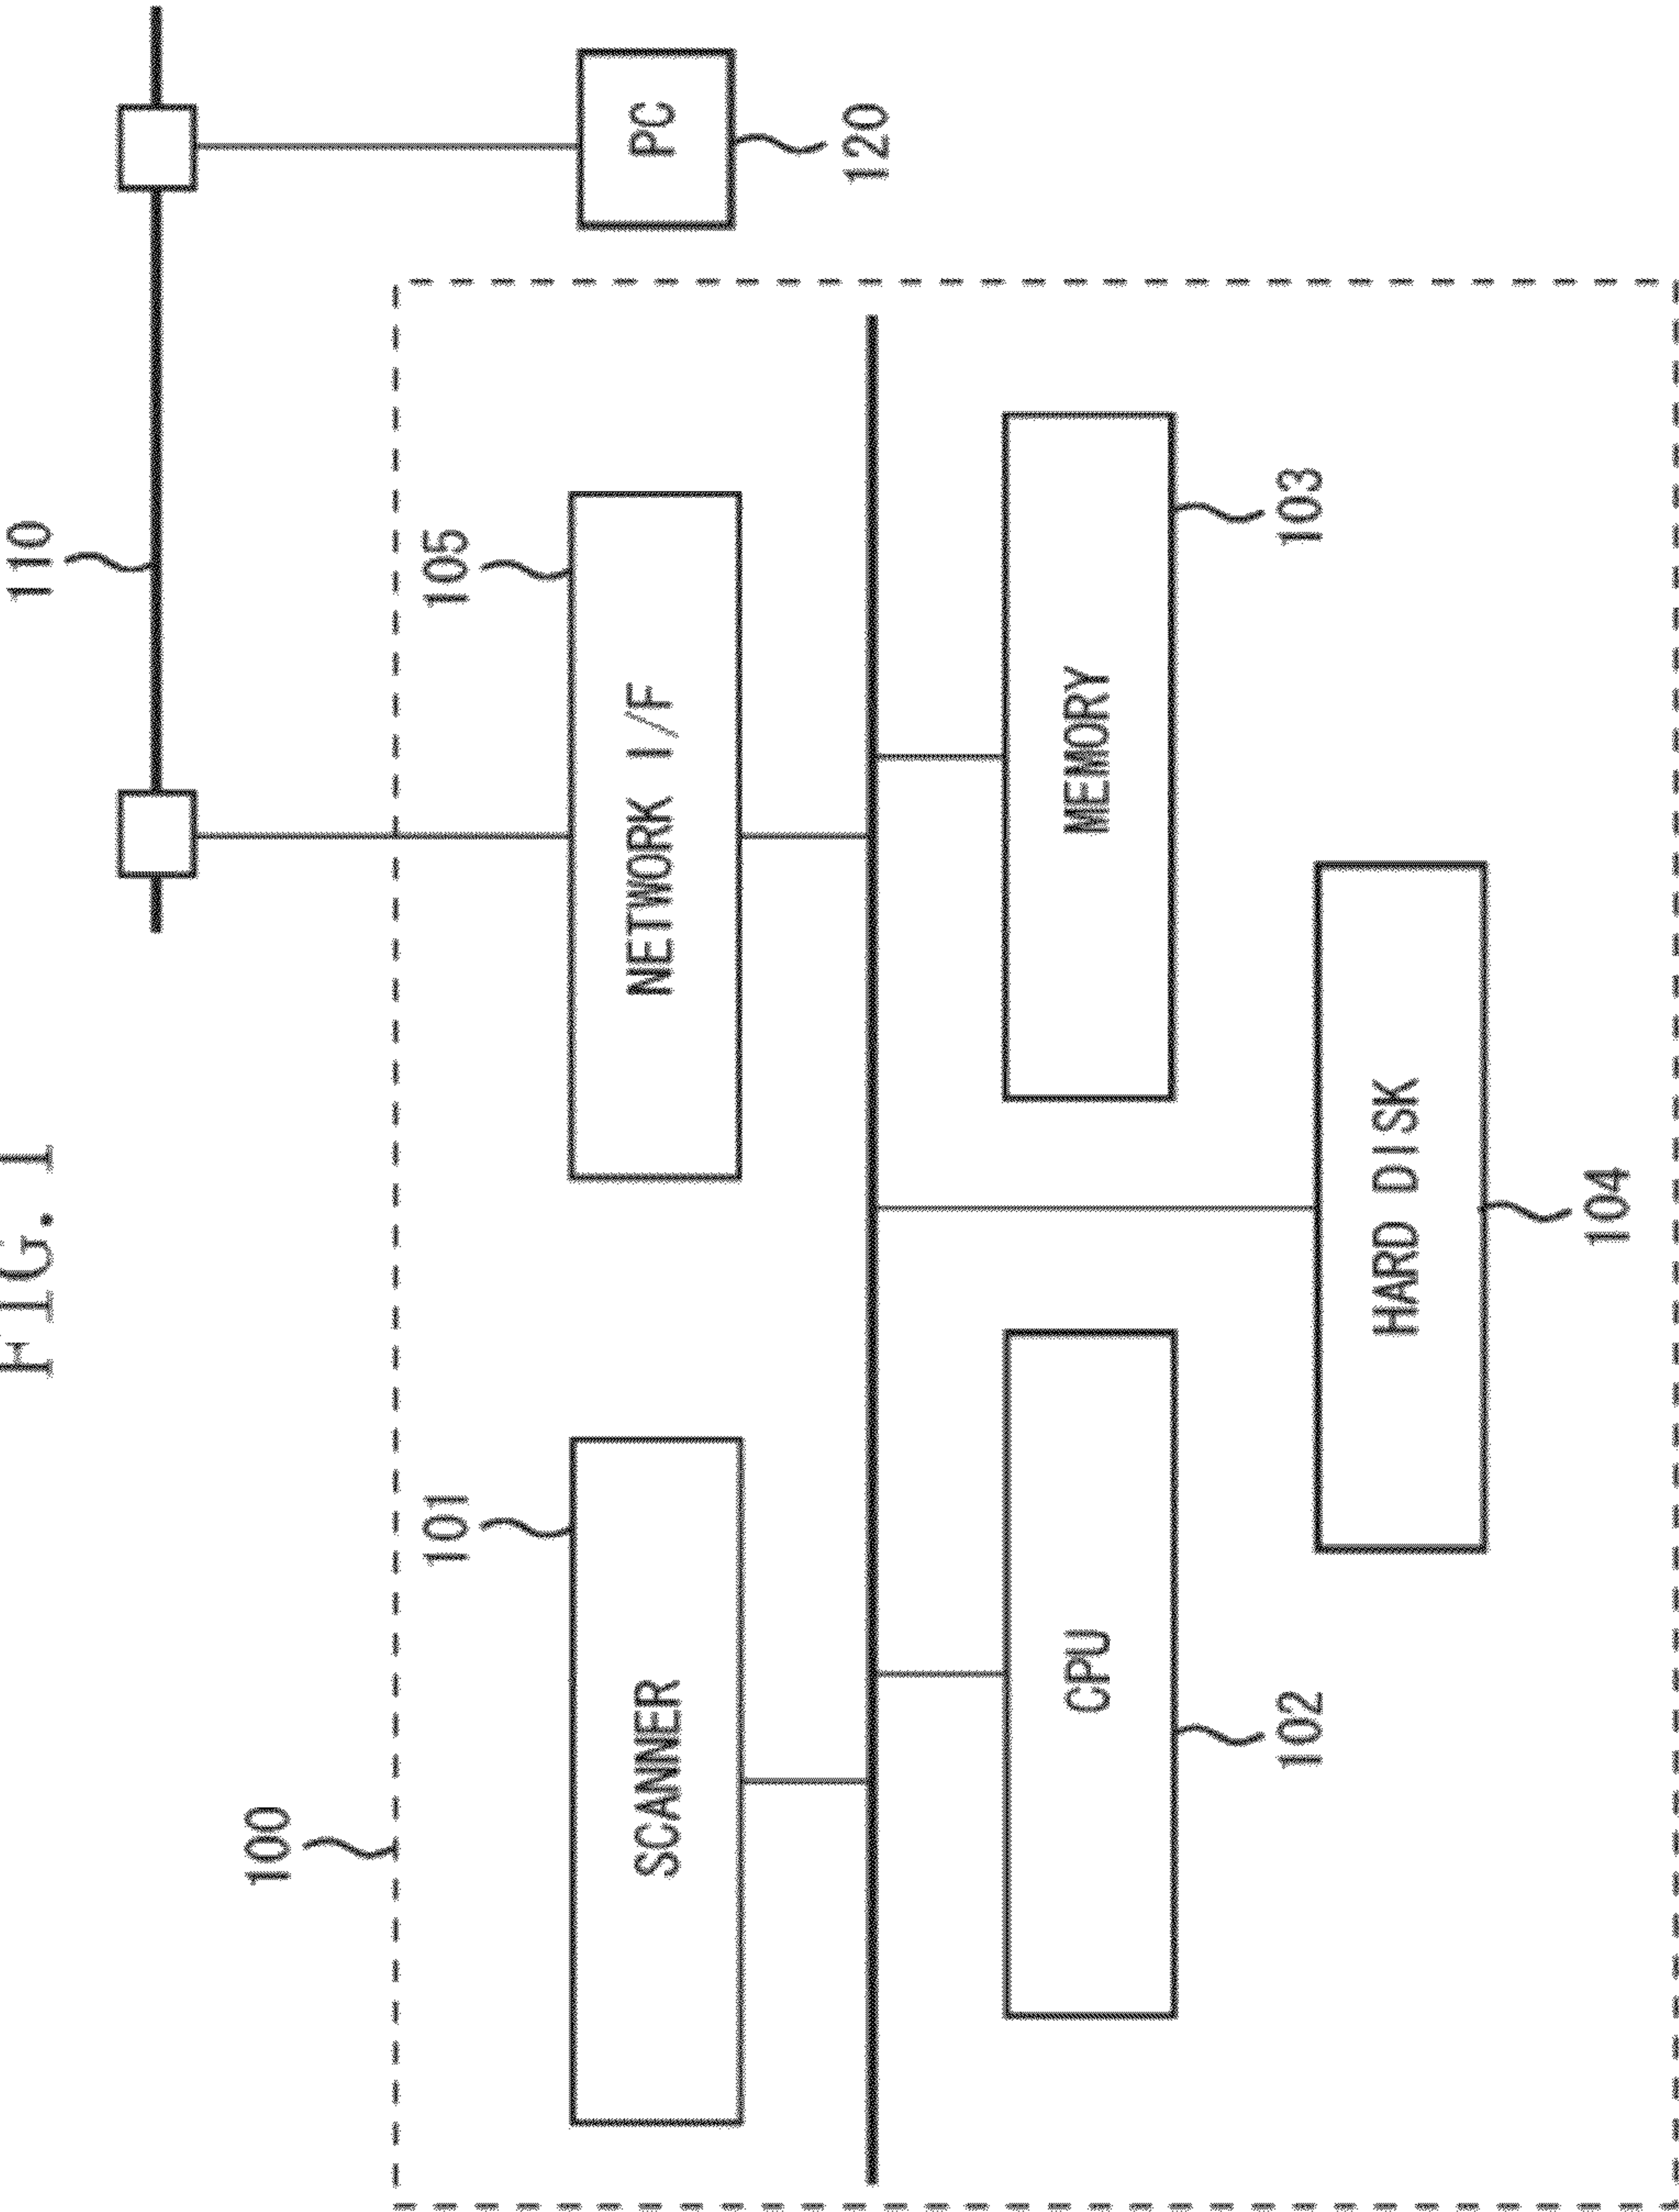 FIG. 1
110
100
101
105
SCANNER
NETWORK I/F
PC
120
CPU
MEMORY
102
103
HARD DISK
104